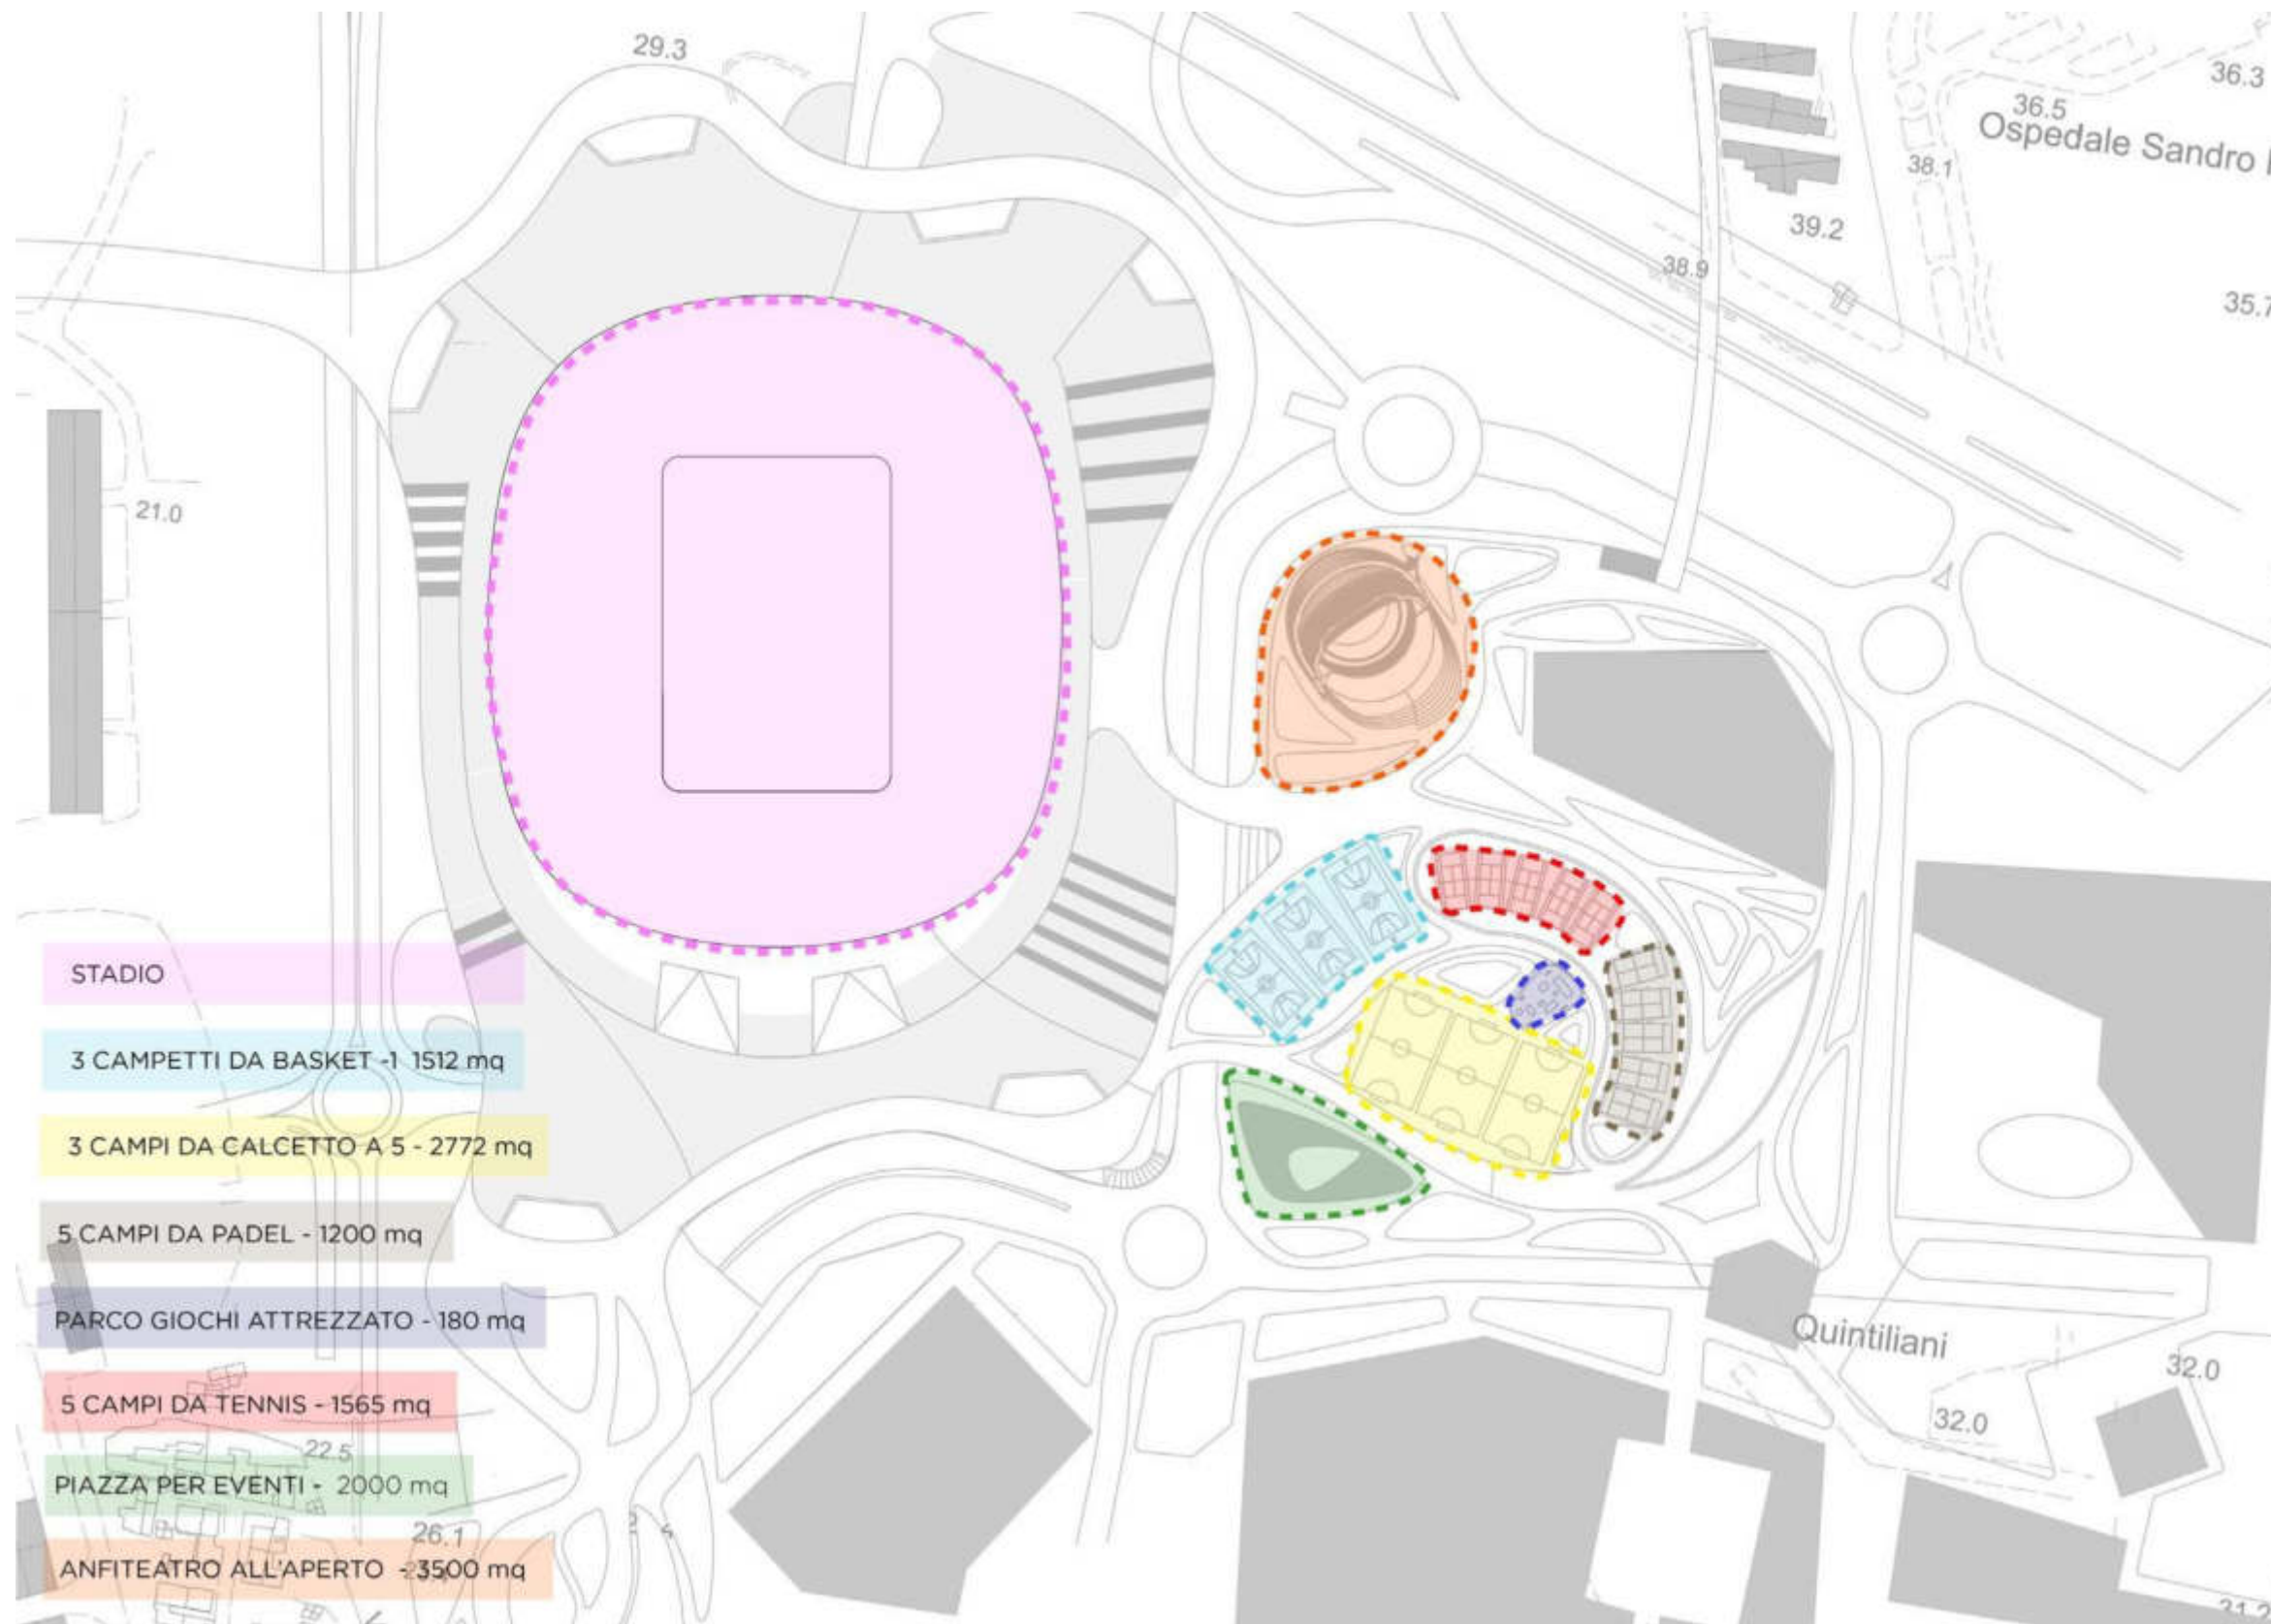 29.3
36.3
36.5
Ospedale Sandro
38.1
39.2
38.9
35.7
21.0
STADIO
3 CAMPETTI DA BASKET -1 1512 mq
3 CAMPI DA CALCETTO A 5 - 2772 mq
5 CAMPI DA PADEL - 1200 mq
PARCO GIOCHI ATTREZZATO - 180 mq
Quintiliani
32.0
5 CAMPI DA TENNIS - 1565 mq
32.0
22.5
PIAZZA PER EVENTI - 2000 mq
26.1
ANFITEATRO ALL'APERTO - 3500 mq
31.2